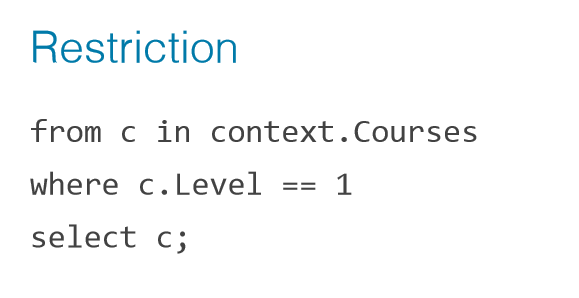 Restriction
from c in context.Courses
where c.Level == 1
select c;